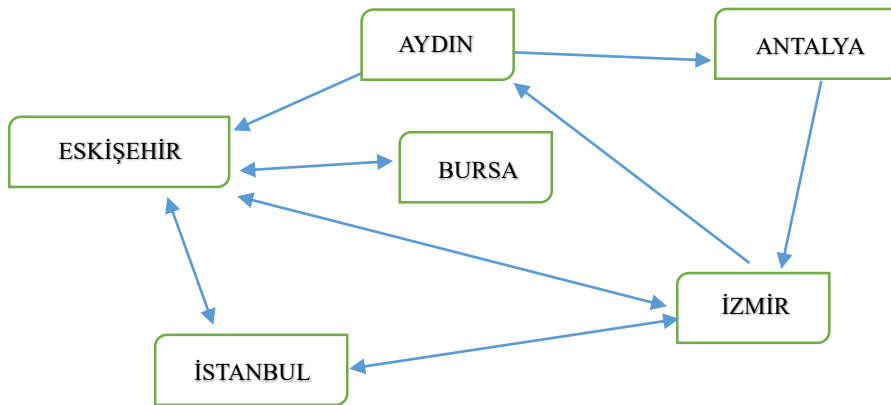 AYDIN
ANTALYA
ESKİŞEHİR
BURSA
İZMİR
İSTANBUL